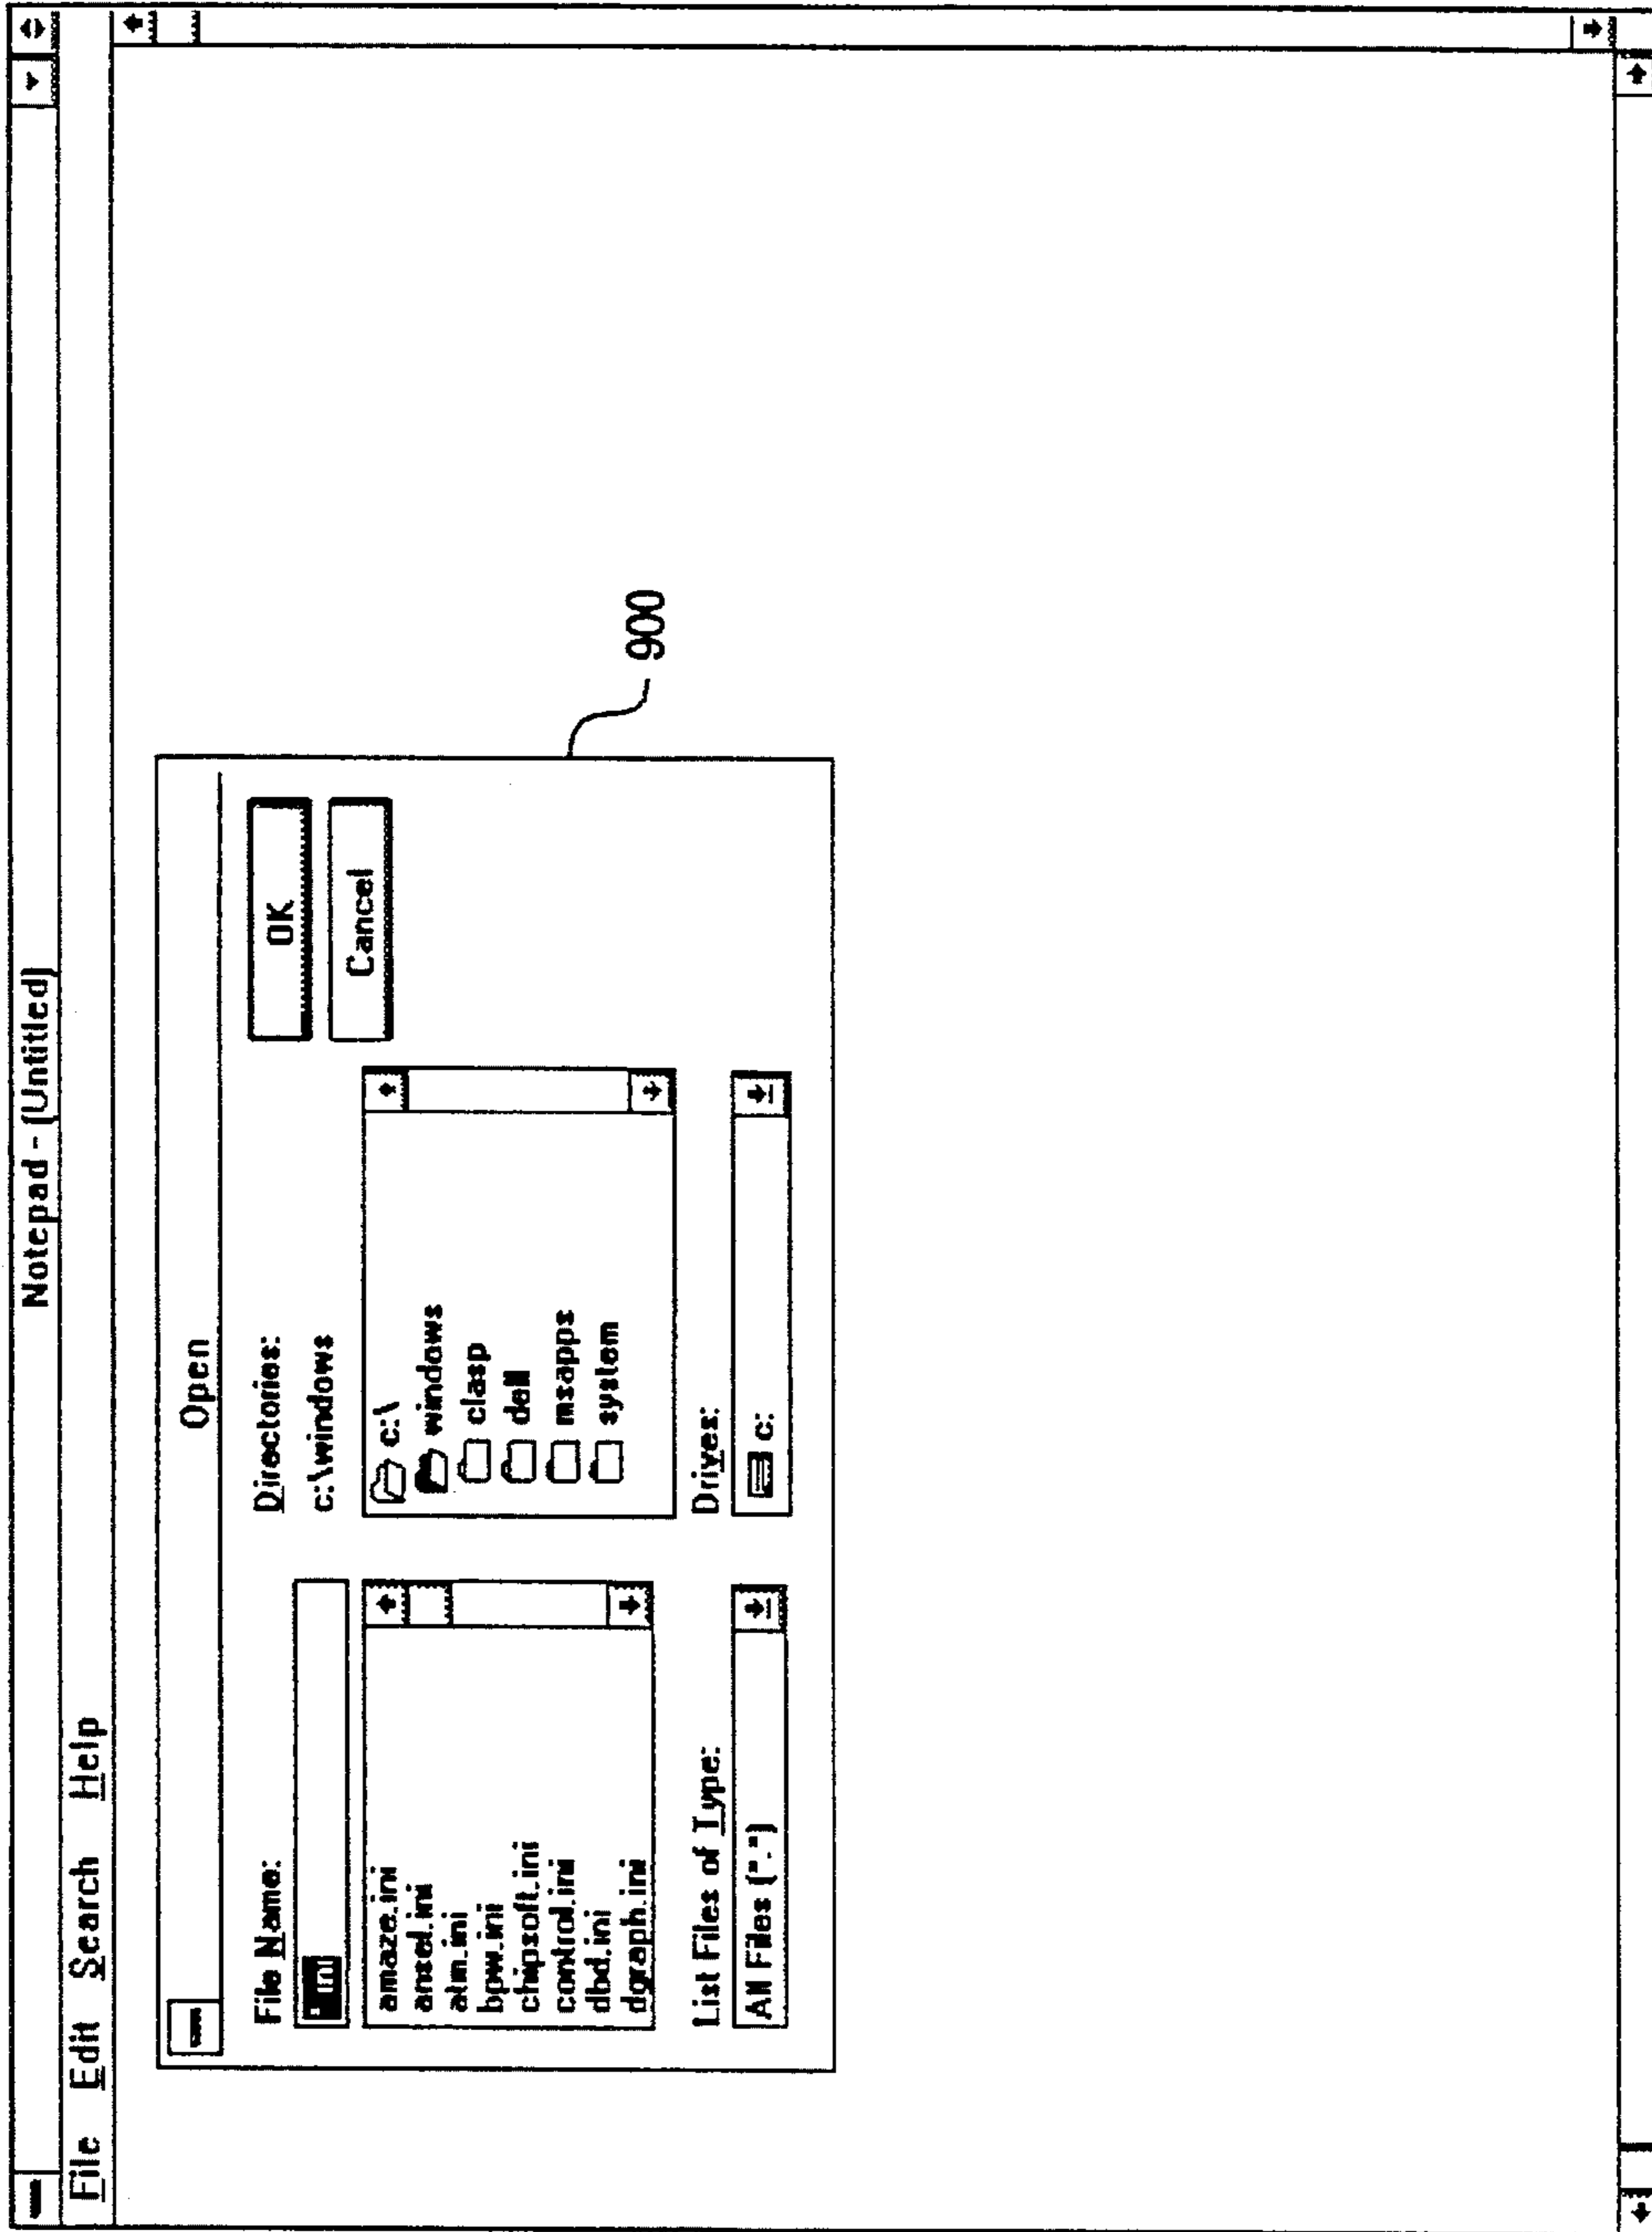 Notepad - (Untitled)
File Edit Search Help
Open
File Name:
*.ini
amaze.ini
ansel.ini
atm.ini
bpw.ini
chipsoft.ini
control.ini
dbd.ini
dgraph.ini
List Files of Type:
All Files (*.*)
Directories:
c:\windows
c:\
windows
clasp
dell
msapps
system
Drives:
c:
OK
Cancel
900